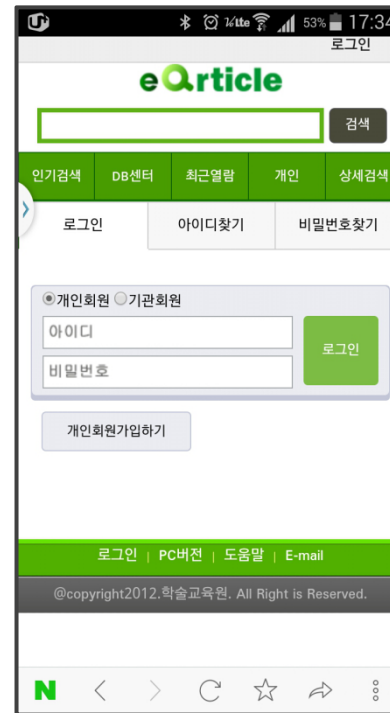 53% 17:34
로그인
earticle
검색
인기검색 DB센터 최근열람 개인 상세검색
로그인 아이디찾기 비밀번호찾기
개인회원 기관회원
아이디
로그인
비밀번호
개인회원가입하기
로그인 | PC버전 | 도움말 | E-mail
@copyright2012.학술교육원. All Right is Reserved.
N